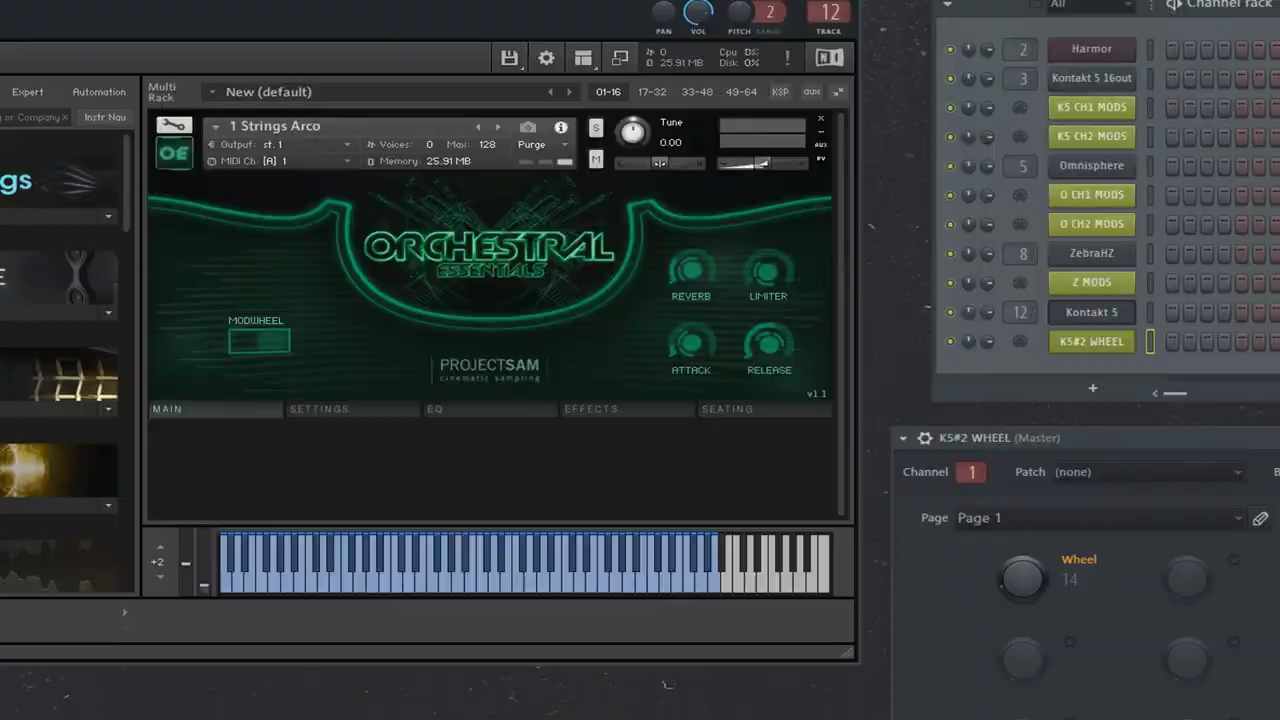 PAN VOL PITCH RANGE 2 12 TRACK
0 25.91 MB Cpu 0% Disk 0% !
Expert Automation
or Company × Instr Nav
gs
E
Multi Rack
New (default)
01-16 17-32 33-48 49-64 KSP AUX
1 Strings Arco
Output: st.1 Voices: 0 Max: 128 Purge
MIDI Ch: [A] 1 Memory: 25.91 MB
S
M
Tune
0.00
AUX
PV
OE
ORCHESTRAL
ESSENTIALS
MODWHEEL
REVERB LIMITER
ATTACK RELEASE
PROJECTSAM
cinematic sampling
v1.1
MAIN SETTINGS EQ EFFECTS SEATING
+2
All Channel rack
2 Harmor
3 Kontakt 5 16out
K5 CH1 MODS
K5 CH2 MODS
5 Omnisphere
O CH1 MODS
O CH2 MODS
8 ZebraHZ
Z MODS
12 Kontakt 5
K5#2 WHEEL
+
K5#2 WHEEL (Master)
Channel 1 Patch (none)
Page Page 1
Wheel
14